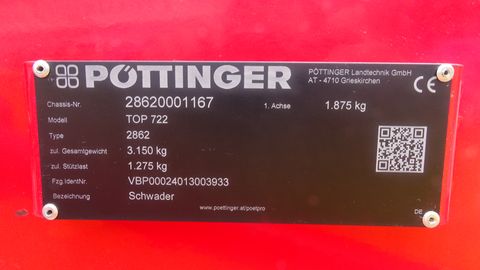 PÖTTINGER
PÖTTINGER Landtechnik GmbH
AT - 4710 Grieskirchen
CE
Chassis-Nr. 28620001167 1. Achse 1.875 kg
Modell TOP 722
Type 2862
zul. Gesamtgewicht 3.150 kg
zul. Stützlast 1.275 kg
Fzg.IdentNr. VBP00024013003933
Bezeichnung Schwader
www.poettinger.at/poetpro
DE